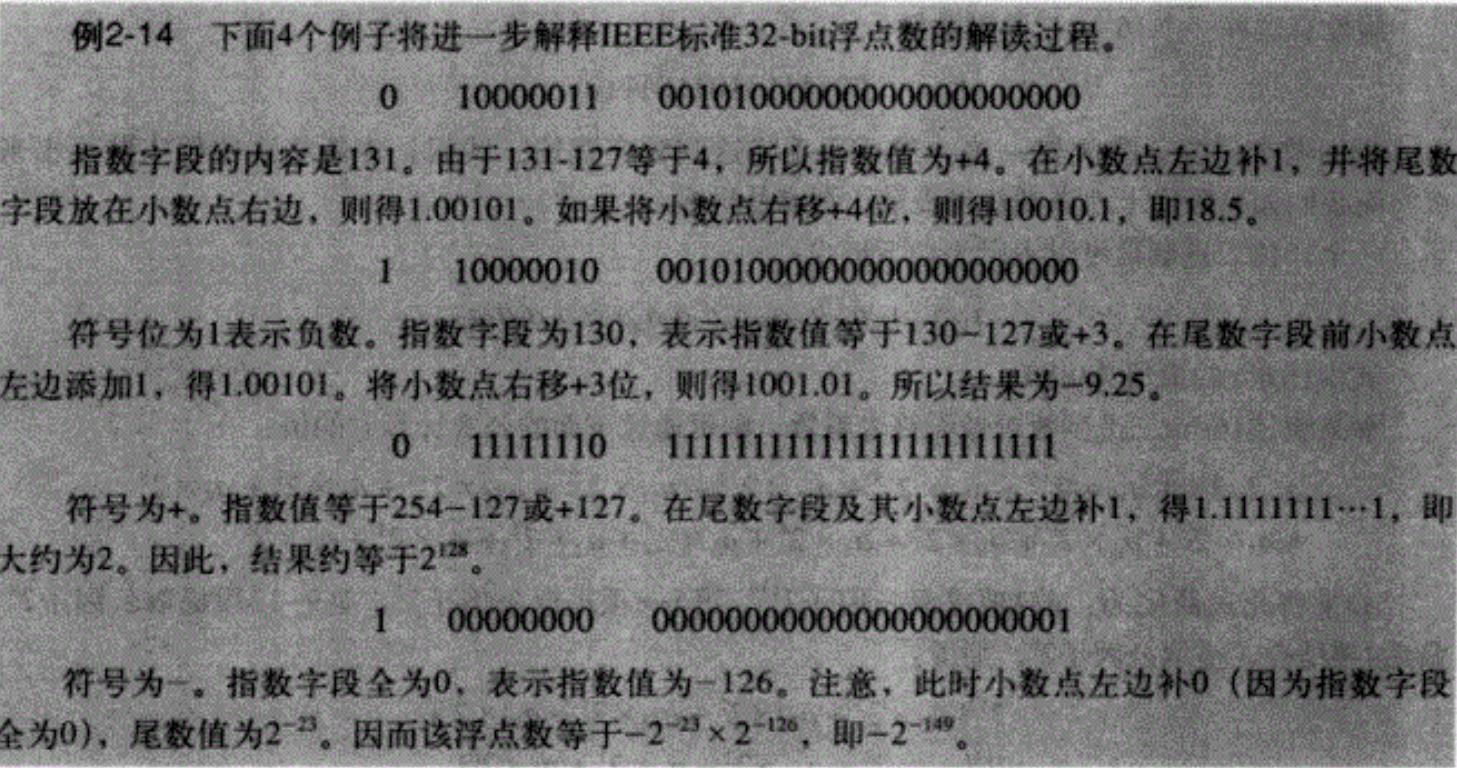 例2-14 下面4个例子将进一步解释IEEE标准32-bit浮点数的解读过程。
0 10000011 00101000000000000000000
指数字段的内容是131。由于131-127等于4，所以指数值为+4。在小数点左边补1，并将尾数
字段放在小数点右边，则得1.00101。如果将小数点右移+4位，则得10010.1，即18.5。
1 10000010 00101000000000000000000
符号位为1表示负数。指数字段为130，表示指数值等于130−127或+3。在尾数字段前小数点
左边添加1，得1.00101。将小数点右移+3位，则得1001.01。所以结果为−9.25。
0 11111110 11111111111111111111111
符号为+。指数值等于254−127或+127。在尾数字段及其小数点左边补1，得1.1111111…1，即
大约为2。因此，结果约等于2¹²⁸。
1 00000000 00000000000000000000001
符号为−。指数字段全为0，表示指数值为−126。注意，此时小数点左边补0（因为指数字段
全为0），尾数值为2⁻²³。因而该浮点数等于−2⁻²³×2⁻¹²⁶，即−2⁻¹⁴⁹。